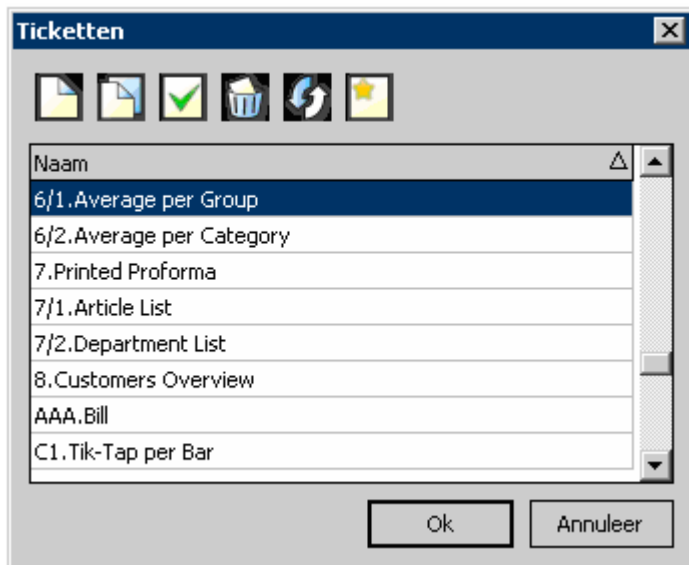 Ticketten
Naam
6/1.Average per Group
6/2.Average per Category
7.Printed Proforma
7/1.Article List
7/2.Department List
8.Customers Overview
AAA.Bill
C1.Tik-Tap per Bar
Ok
Annuleer